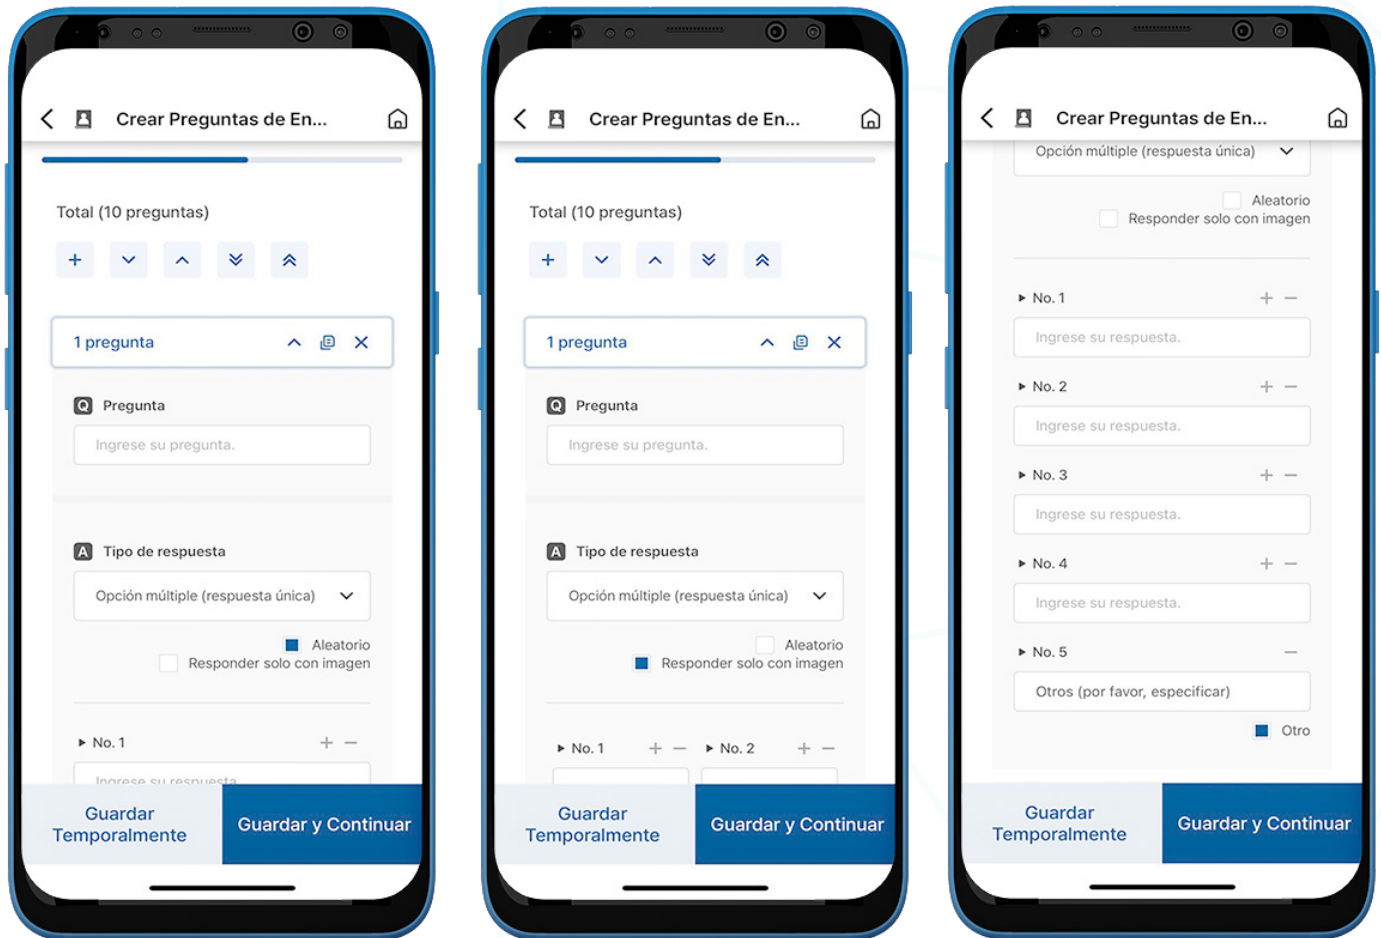 Crear Preguntas de En...
Total (10 preguntas)
1 pregunta
Q Pregunta
Ingrese su pregunta.
A Tipo de respuesta
Opción múltiple (respuesta única)
Aleatorio
Responder solo con imagen
No. 1
Ingrese su respuesta.
Guardar Temporalmente
Guardar y Continuar
Crear Preguntas de En...
Total (10 preguntas)
1 pregunta
Q Pregunta
Ingrese su pregunta.
A Tipo de respuesta
Opción múltiple (respuesta única)
Aleatorio
Responder solo con imagen
No. 1
No. 2
Guardar
Temporalmente
Guardar y Continuar
Crear Preguntas de En...
Opción múltiple (respuesta única)
Aleatorio
Responder solo con imagen
No. 1
Ingrese su respuesta.
No. 2
Ingrese su respuesta.
No. 3
Ingrese su respuesta.
No. 4
Ingrese su respuesta.
No. 5
Otros (por favor, especificar)
Otro
Guardar
Temporalmente
Guardar y Continuar